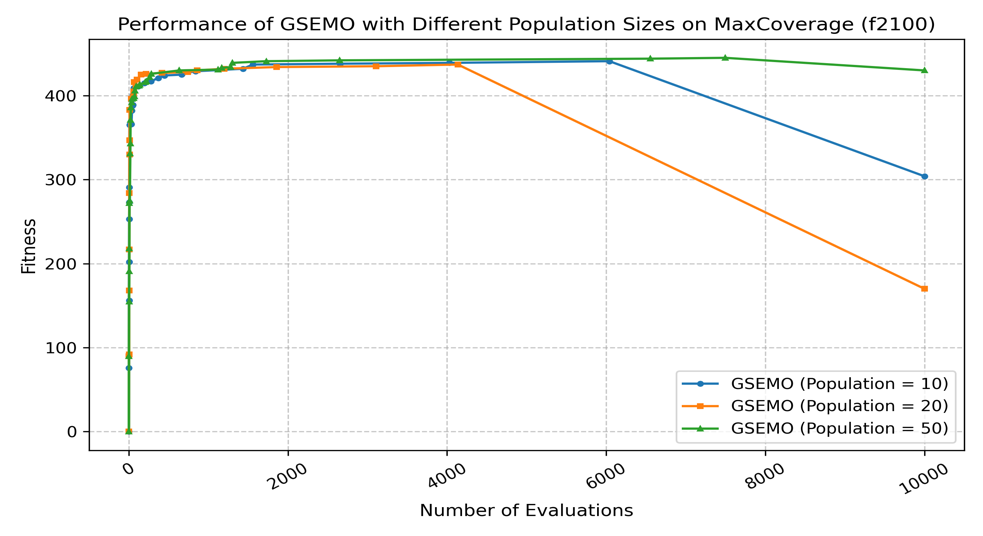 Performance of GSEMO with Different Population Sizes on MaxCoverage (f2100)
Fitness
400
300
200
100
0
GSEMO (Population = 10)
GSEMO (Population = 20)
GSEMO (Population = 50)
0
2000
4000
6000
8000
10000
Number of Evaluations